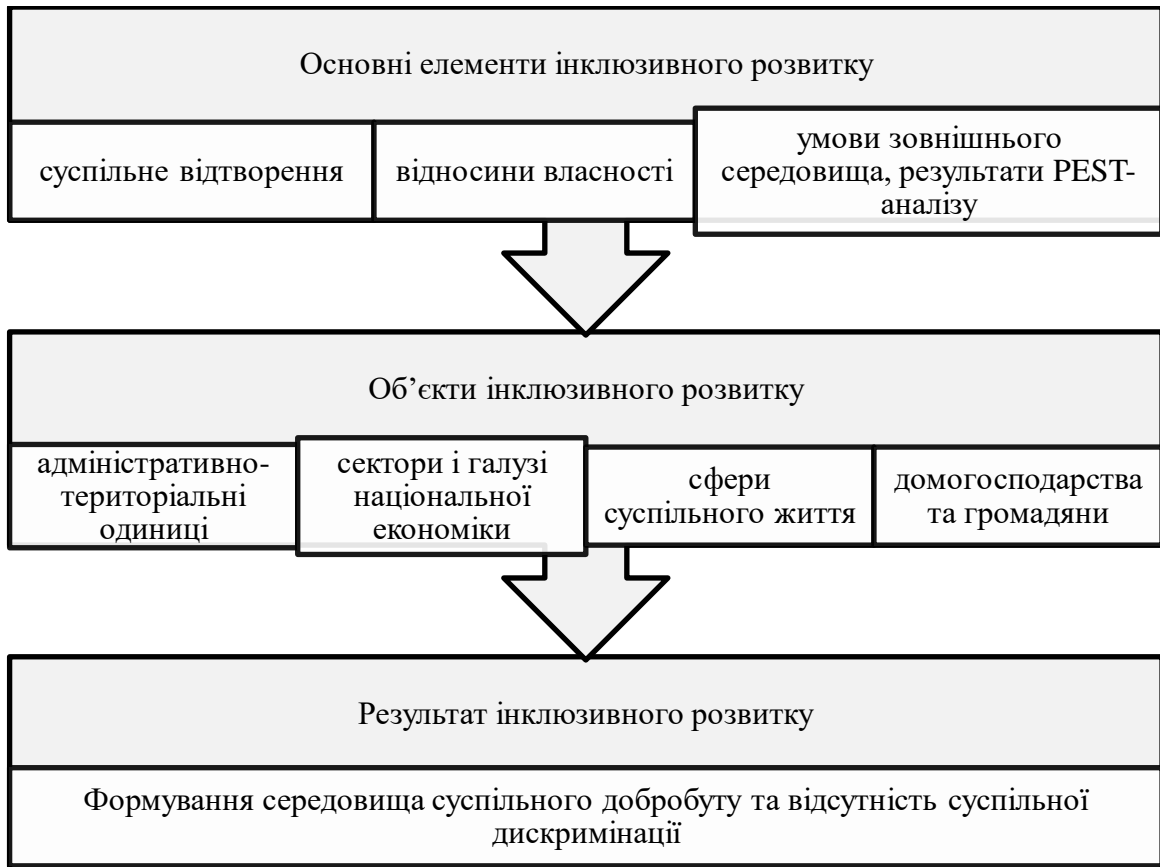 Основні елементи інклюзивного розвитку
суспільне відтворення
відносини власності
умови зовнішнього
середовища, результати PEST-
аналізу
Об’єкти інклюзивного розвитку
адміністративно-
територіальні
одиниці
сектори і галузі
національної
економіки
сфери
суспільного життя
домогосподарства
та громадяни
Результат інклюзивного розвитку
Формування середовища суспільного добробуту та відсутність суспільної
дискримінації